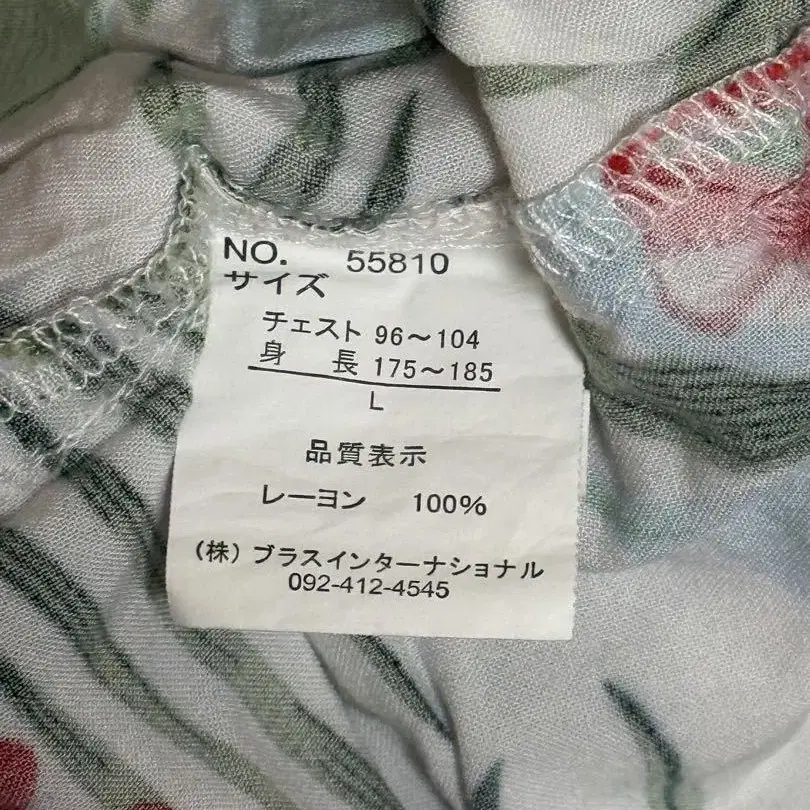 NO. 55810
サイズ
チェスト 96～104
身 長 175～185
L
品質表示
レーヨン 100%
(株) ブラスインターナショナル
092-412-4545